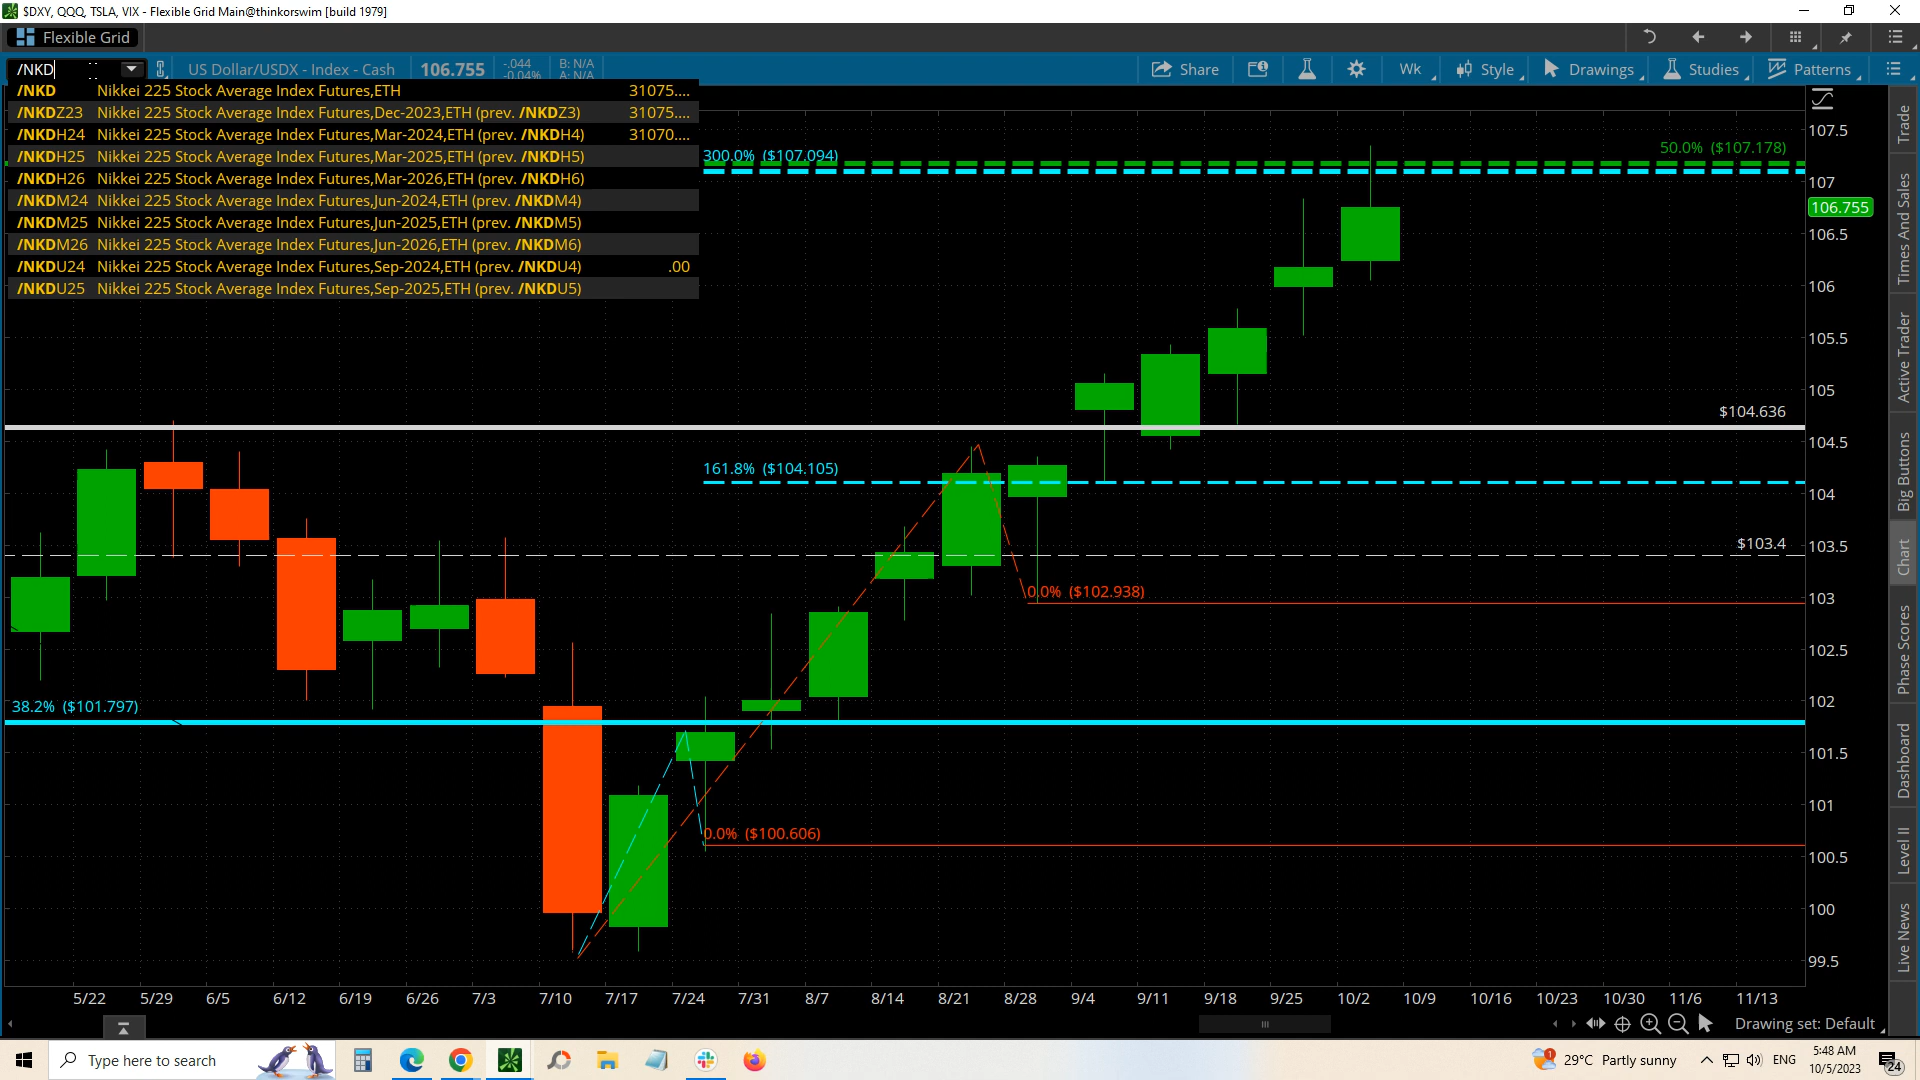 $DXY, QQQ, TSLA, VIX - Flexible Grid Main@thinkorswim [build 1979]
Flexible Grid
/NKD
US Dollar/USDX - Index - Cash
106.755
-.044
-0.04%
B: N/A
A: N/A
Share
Wk
Style
Drawings
Studies
Patterns
/NKD Nikkei 225 Stock Average Index Futures,ETH 31075....
/NKDZ23 Nikkei 225 Stock Average Index Futures,Dec-2023,ETH (prev. /NKDZ3) 31075....
/NKDH24 Nikkei 225 Stock Average Index Futures,Mar-2024,ETH (prev. /NKDH4) 31070....
/NKDH25 Nikkei 225 Stock Average Index Futures,Mar-2025,ETH (prev. /NKDH5)
/NKDH26 Nikkei 225 Stock Average Index Futures,Mar-2026,ETH (prev. /NKDH6)
/NKDM24 Nikkei 225 Stock Average Index Futures,Jun-2024,ETH (prev. /NKDM4)
/NKDM25 Nikkei 225 Stock Average Index Futures,Jun-2025,ETH (prev. /NKDM5)
/NKDM26 Nikkei 225 Stock Average Index Futures,Jun-2026,ETH (prev. /NKDM6)
/NKDU24 Nikkei 225 Stock Average Index Futures,Sep-2024,ETH (prev. /NKDU4) .00
/NKDU25 Nikkei 225 Stock Average Index Futures,Sep-2025,ETH (prev. /NKDU5)
300.0% ($107.094)
50.0% ($107.178)
$104.636
161.8% ($104.105)
$103.4
0.0% ($102.938)
38.2% ($101.797)
0.0% ($100.606)
107.5
107
106.755
106.5
106
105.5
105
104.5
104
103.5
103
102.5
102
101.5
101
100.5
100
99.5
Trade
Times And Sales
Active Trader
Big Buttons
Chart
Phase Scores
Dashboard
Level II
Live News
5/22 5/29 6/5 6/12 6/19 6/26 7/3 7/10 7/17 7/24 7/31 8/7 8/14 8/21 8/28 9/4 9/11 9/18 9/25 10/2 10/9 10/16 10/23 10/30 11/6 11/13
Drawing set: Default
Type here to search
1
29°C Partly sunny
ENG
5:48 AM
10/5/2023
24